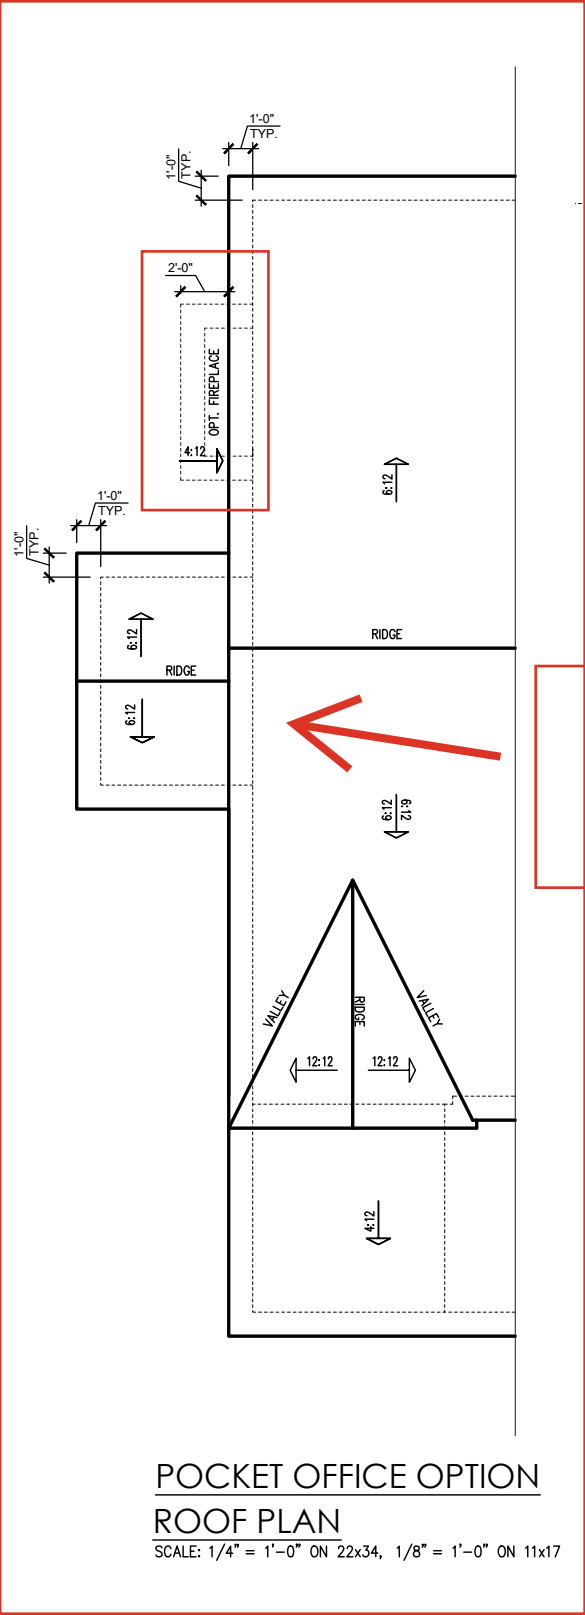 1'-0"
TYP.
1'-0"
TYP.
2'-0"
OPT. FIREPLACE
4:12
6:12
1'-0"
TYP.
1'-0"
TYP.
6:12
RIDGE
RIDGE
6:12
6:12
6:12
VALLEY
RIDGE
VALLEY
12:12
12:12
4:12
POCKET OFFICE OPTION
ROOF PLAN
SCALE: 1/4" = 1'-0" ON 22x34, 1/8" = 1'-0" ON 11x17